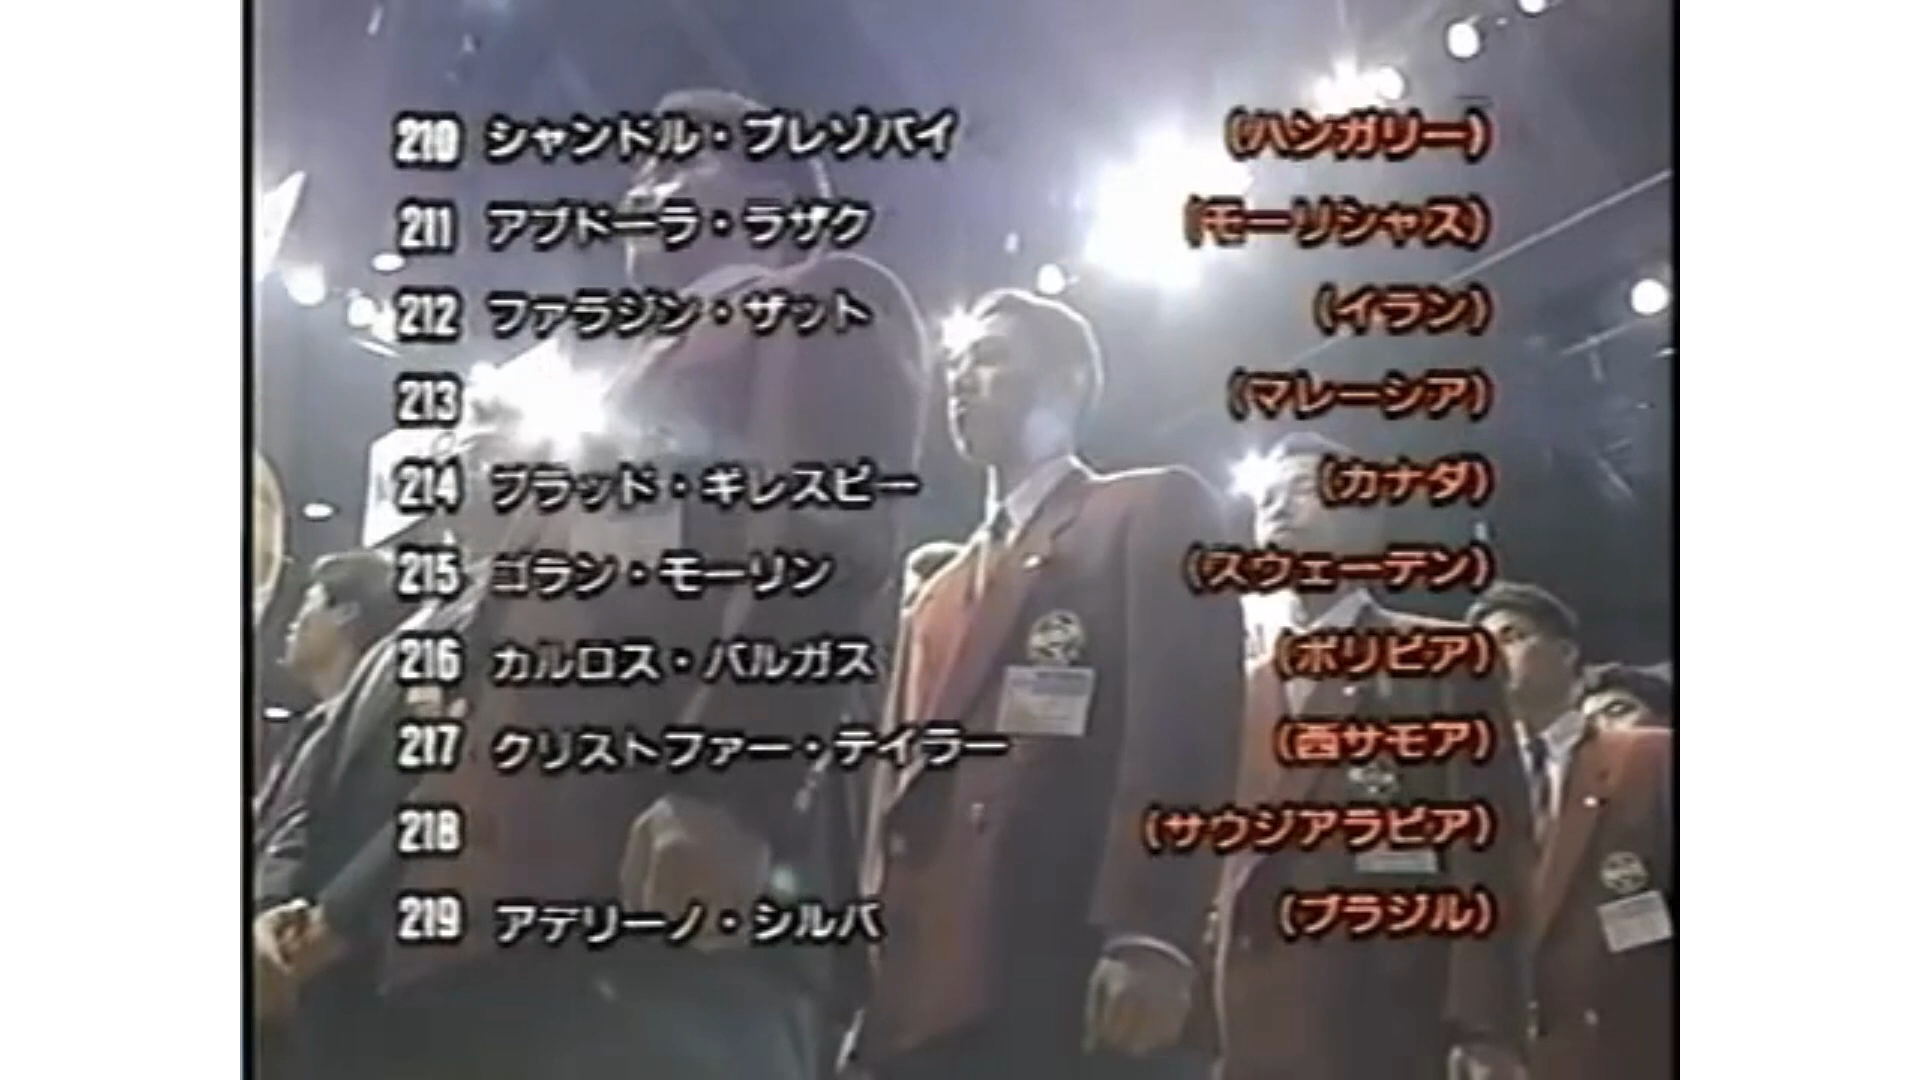 210 シャンドル・ブレゾバイ (ハンガリー)
211 アブドーラ・ラザク (モーリシャス)
212 ファラジン・ザット (イラン)
213 (マレーシア)
214 ブラッド・ギレスピー (カナダ)
215 ゴラン・モーリン (スウェーデン)
216 カルロス・バルガス (ボリビア)
217 クリストファー・テイラー (西サモア)
218 (サウジアラビア)
219 アデリーノ・シルバ (ブラジル)